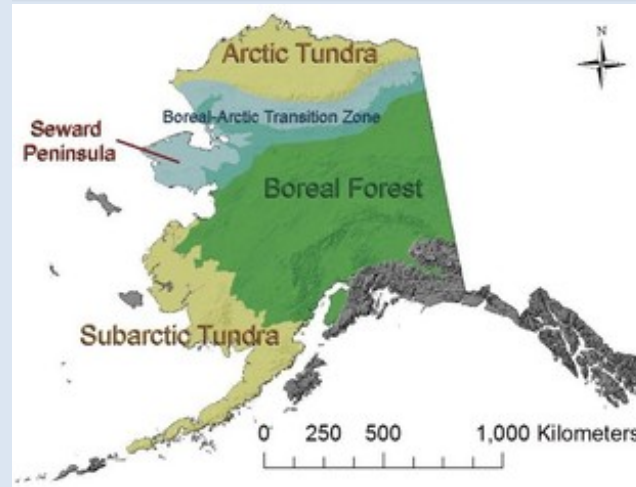 N
Arctic Tundra
Boreal-Arctic Transition Zone
Seward
Peninsula
Boreal Forest
Subarctic Tundra
0 250 500 1,000 Kilometers